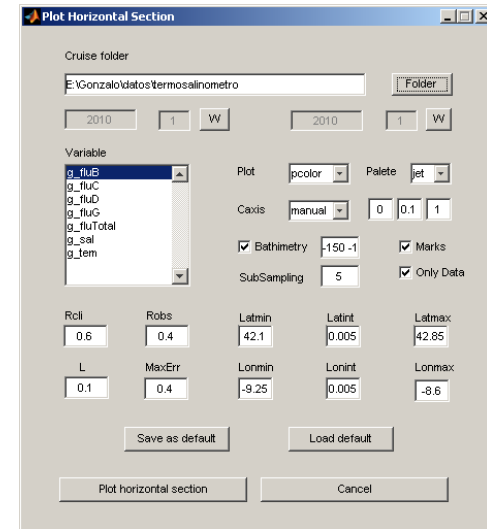 Plot Horizontal Section
Cruise folder
E:\Gonzalo\datos\termosalinometro Folder
2010 1 W 2010 1 W
Variable
g_fluB
g_fluC
g_fluD
g_fluG
g_fluTotal
g_sal
g_tem
Plot pcolor Palete jet
Caxis manual 0 0.1 1
Bathimetry -150 -1 Marks
SubSampling 5 Only Data
Rcli Robs Latmin Latint Latmax
0.6 0.4 42.1 0.005 42.85
L MaxErr Lonmin Lonint Lonmax
0.1 0.4 -9.25 0.005 -8.6
Save as default Load default
Plot horizontal section Cancel